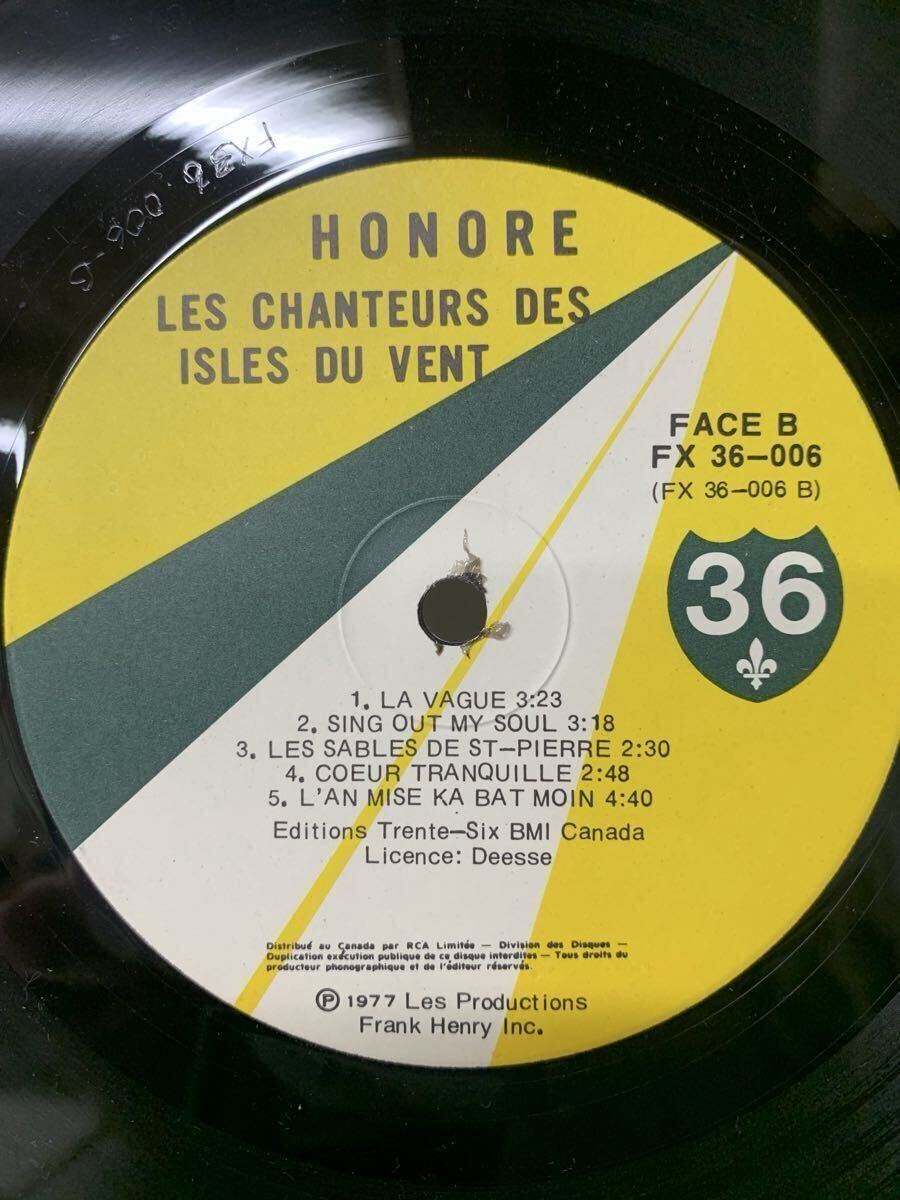 FX36.006-B
HONORE
LES CHANTEURS DES
ISLES DU VENT
FACE B
FX 36—006
(FX 36—006 B)
36
1. LA VAGUE 3:23
2. SING OUT MY SOUL 3:18
3. LES SABLES DE ST—PIERRE 2:30
4. COEUR TRANQUILLE 2:48
5. L'AN MISE KA BAT MOIN 4:40
Editions Trente—Six BMI Canada
Licence: Deesse
Distribué au Canada par RCA Limitée — Division des Disques —
Duplication exécution publique de ce disque interdites — Tous droits du
producteur phonographique et de l'éditeur réservés.
Ⓟ 1977 Les Productions
Frank Henry Inc.